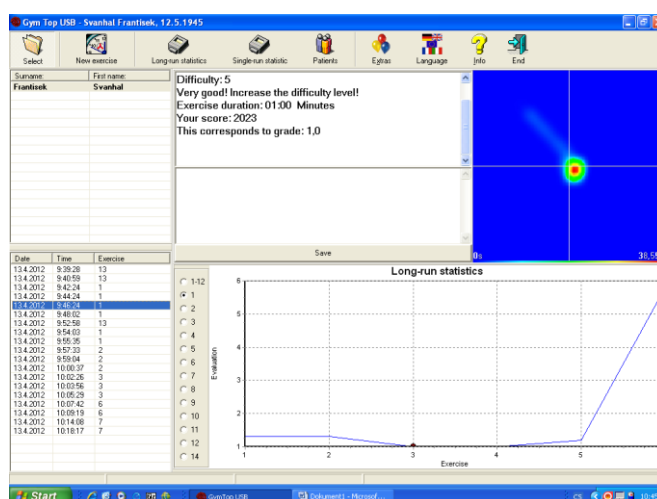 Gym Top USB - Svanhal Frantisek, 12.5.1945
Select New exercise Long-run statistics Single-run statistic Patients Extras Language Info End
Surname: First name:
Frantisek Svanhal
Difficulty: 5
Very good! Increase the difficulty level!
Exercise duration: 01:00 Minutes
Your score: 2023
This corresponds to grade: 1,0
Save
0s 38,5
Date Time Exercise
13.4.2012 9:39:28 13
13.4.2012 9:40:59 13
13.4.2012 9:42:24 1
13.4.2012 9:44:24 1
13.4.2012 9:46:24 1
13.4.2012 9:48:02 1
13.4.2012 9:52:58 13
13.4.2012 9:54:03 1
13.4.2012 9:55:35 1
13.4.2012 9:57:33 2
13.4.2012 9:59:04 2
13.4.2012 10:00:37 2
13.4.2012 10:02:26 3
13.4.2012 10:03:56 3
13.4.2012 10:05:29 3
13.4.2012 10:07:42 6
13.4.2012 10:09:19 6
13.4.2012 10:14:08 7
13.4.2012 10:18:17 7
1-12
1
2
3
4
5
6
7
8
9
10
11
12
14
Long-run statistics
Evaluation
6
5
4
3
2
1
1 2 3 4 5
Exercise
Start GymTop USB Dokument1 - Microsof... CS